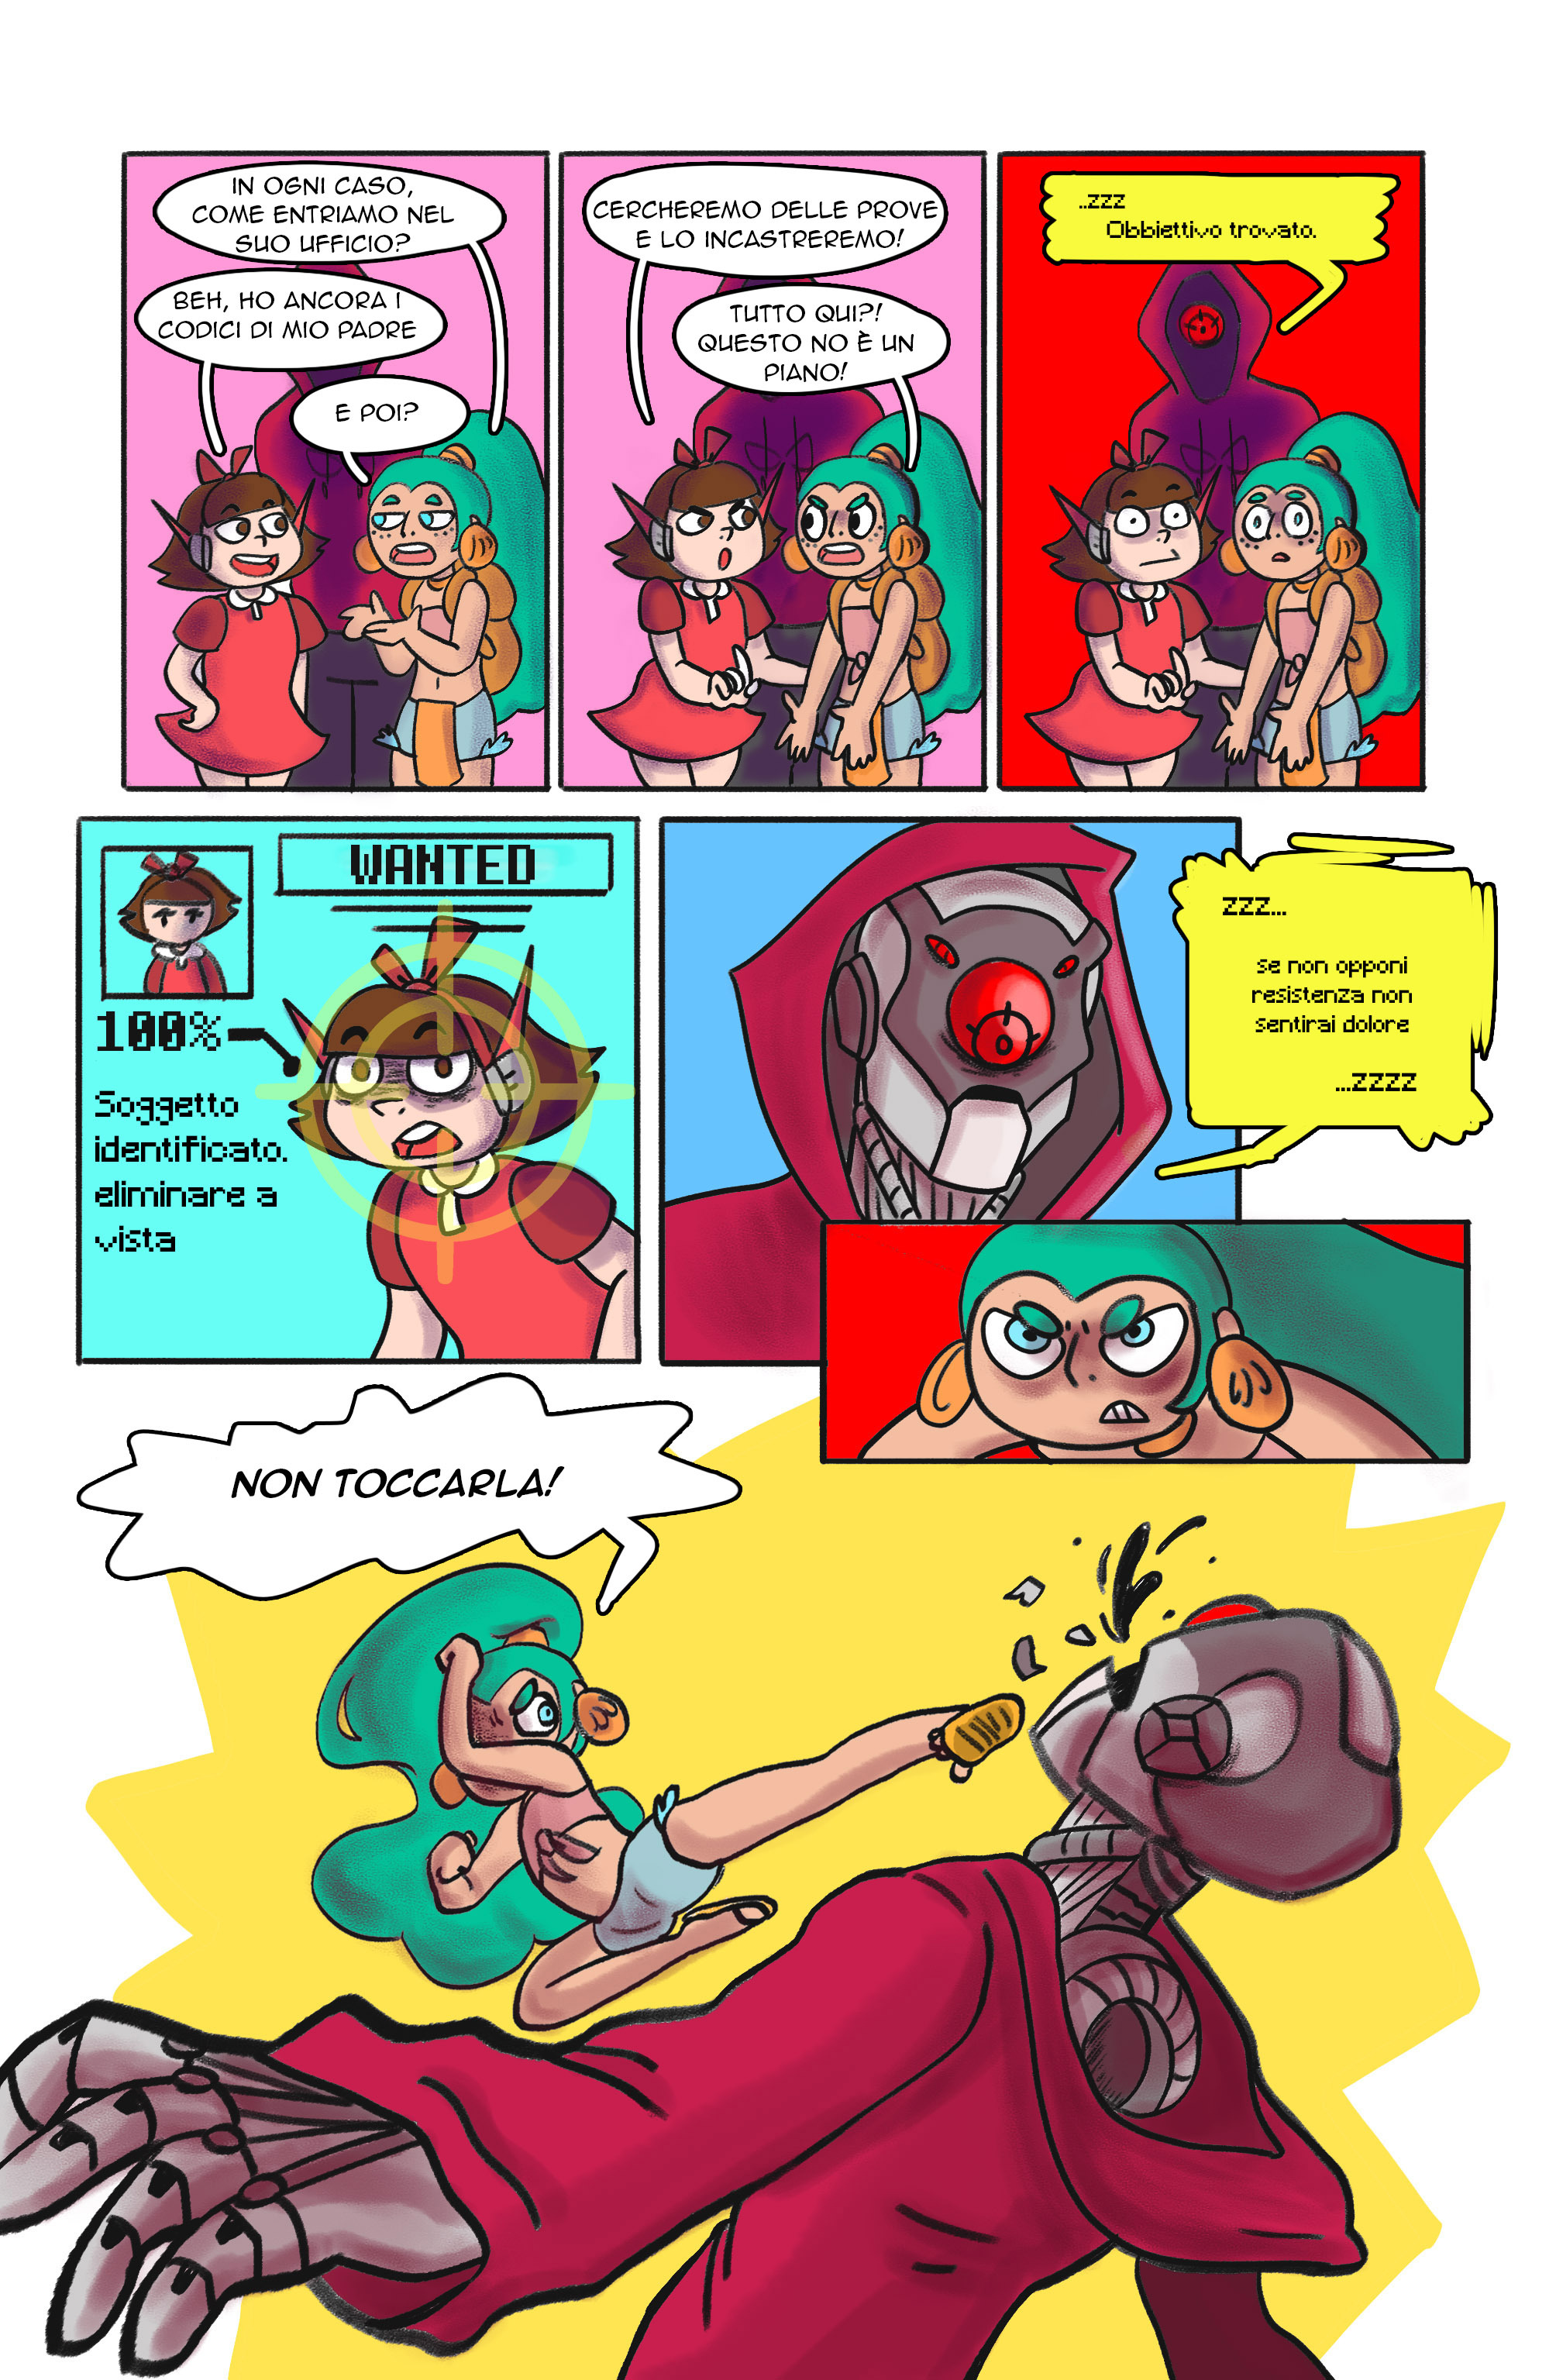 IN OGNI CASO,
COME ENTRIAMO NEL
SUO UFFICIO?
BEH, HO ANCORA I
CODICI DI MIO PADRE
E POI?
CERCHEREMO DELLE PROVE
E LO INCASTREREMO!
TUTTO QUI?!
QUESTO NO È UN
PIANO!
..zzz
Obbiettivo trovato.
WANTED
100%
Soggetto
identificato.
eliminare a
vista
zzz...
se non opponi
resistenza non
sentirai dolore
...zzzz
NON TOCCARLA!